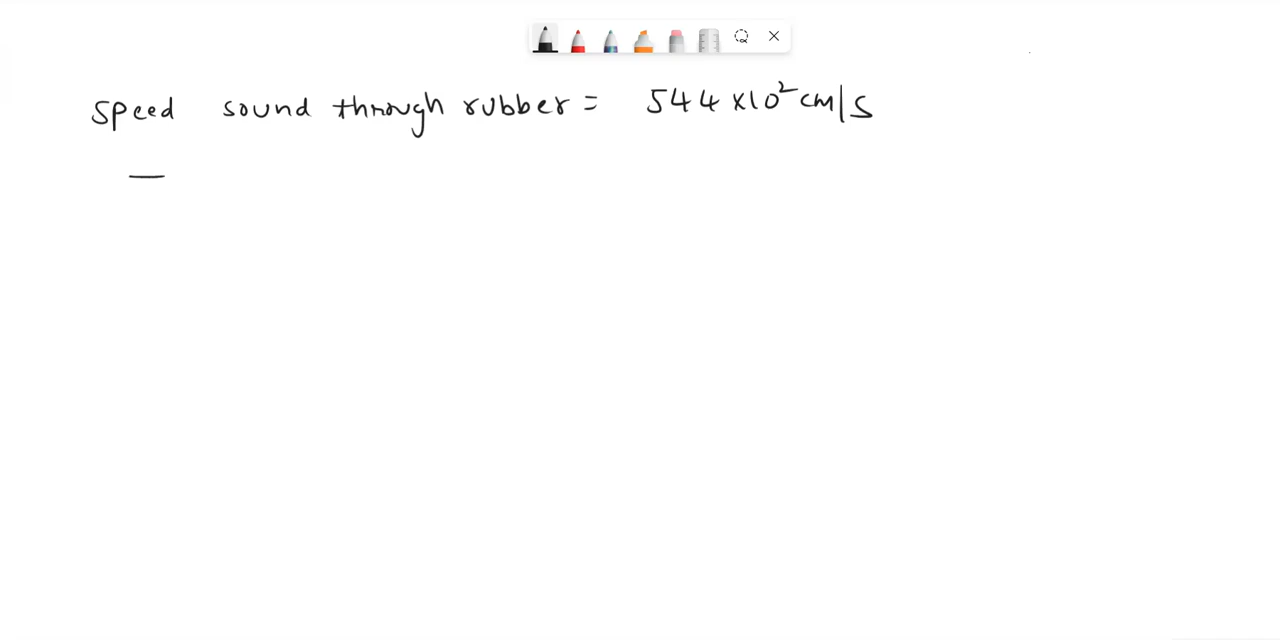 speed sound through rubber = 544 x10² cm/s